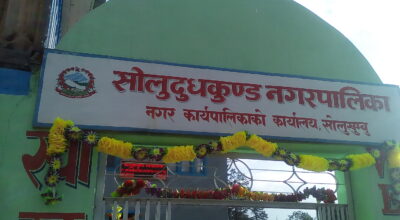 सोलुदुधकुण्ड नगरपालिका
नगर कार्यपालिकाको कार्यालय, सोलुखुम्बु